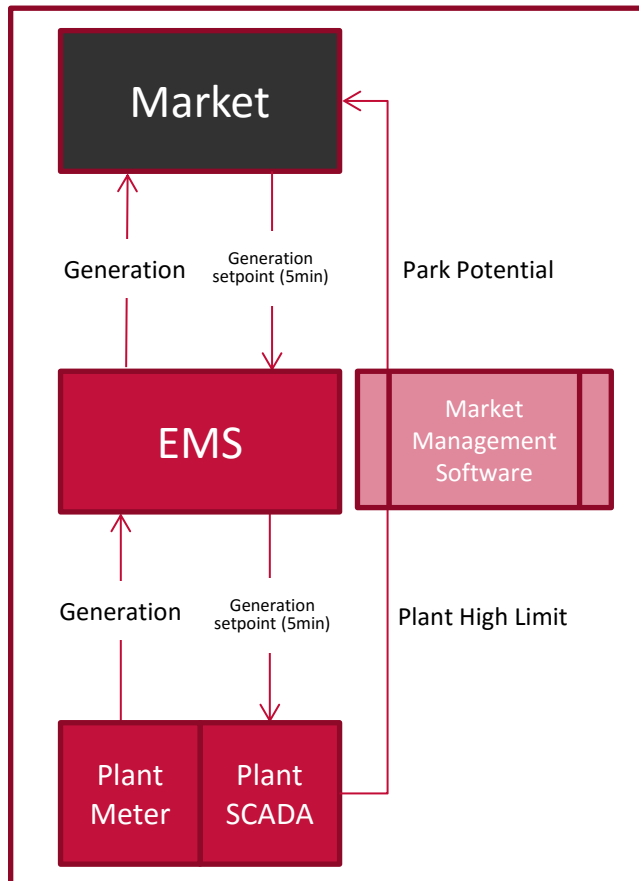 Market
Generation
Generation
setpoint (5min)
Park Potential
EMS
Market
Management
Software
Generation
Generation
setpoint (5min)
Plant High Limit
Plant
Meter
Plant
SCADA